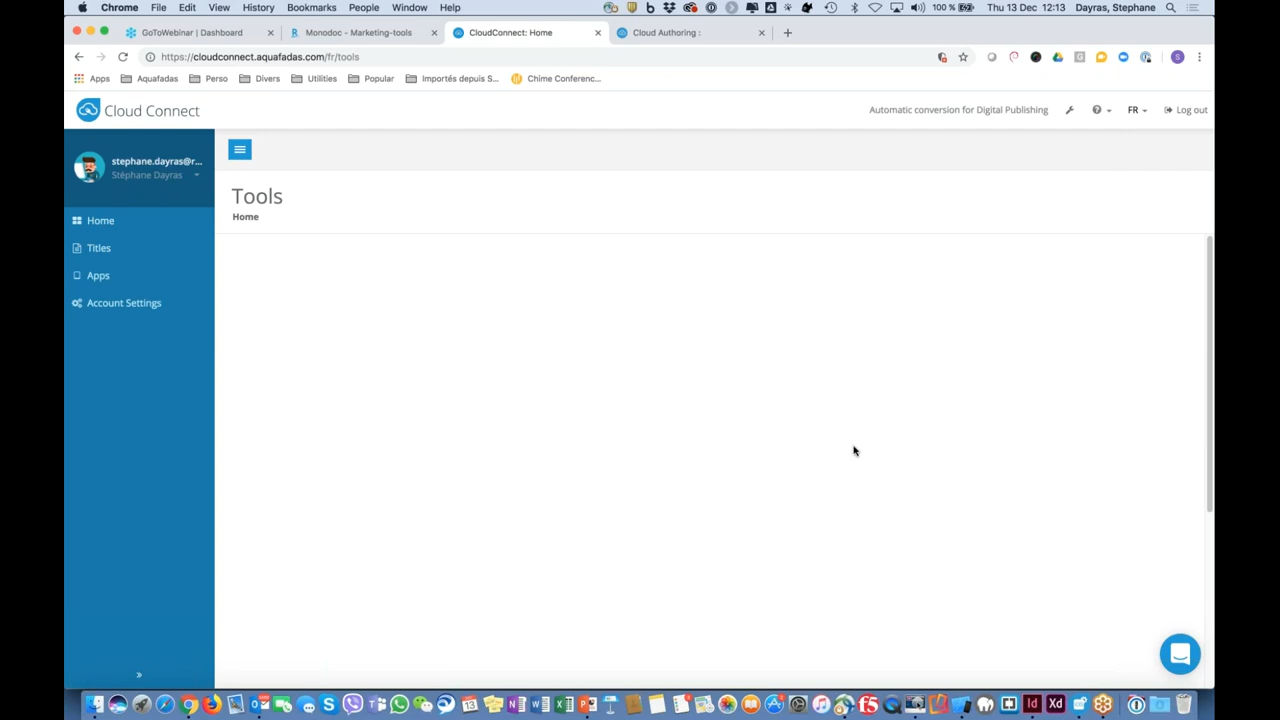 Chrome File Edit View History Bookmarks People Window Help 100 % Thu 13 Dec 12:13 Dayras, Stephane
GoToWebinar | Dashboard Monodoc - Marketing-tools CloudConnect: Home Cloud Authoring :
https://cloudconnect.aquafadas.com/fr/tools
Apps Aquafadas Perso Divers Utilities Popular Importés depuis S... Chime Conferenc...
Cloud Connect Automatic conversion for Digital Publishing FR Log out
stephane.dayras@r...
Stéphane Dayras
Tools
Home
Home
Titles
Apps
Account Settings